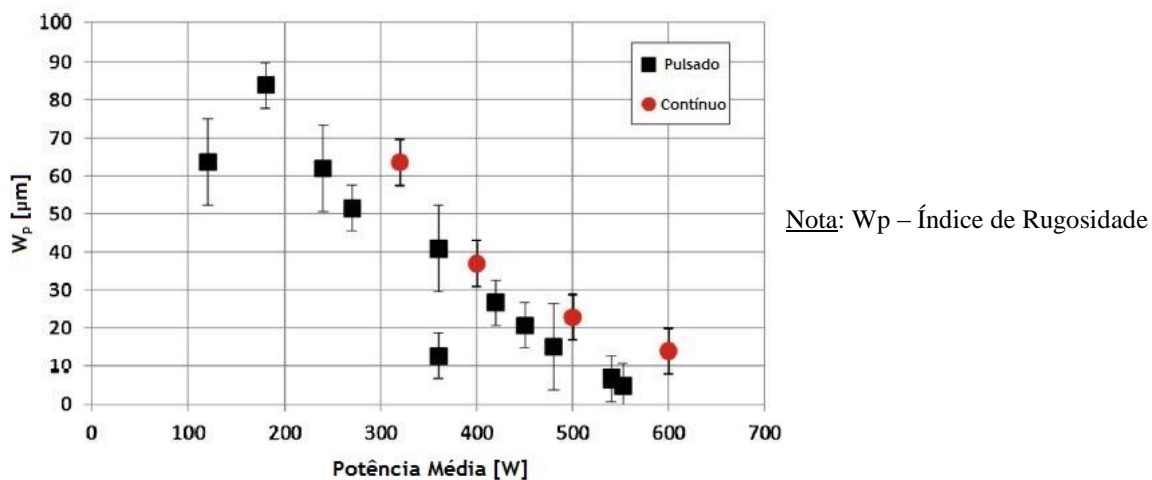 100
90
80
70
60
50
40
30
20
10
0
Wp [µm]
Pulsado
Contínuo
0 100 200 300 400 500 600 700
Potência Média [W]
Nota: Wp – Índice de Rugosidade